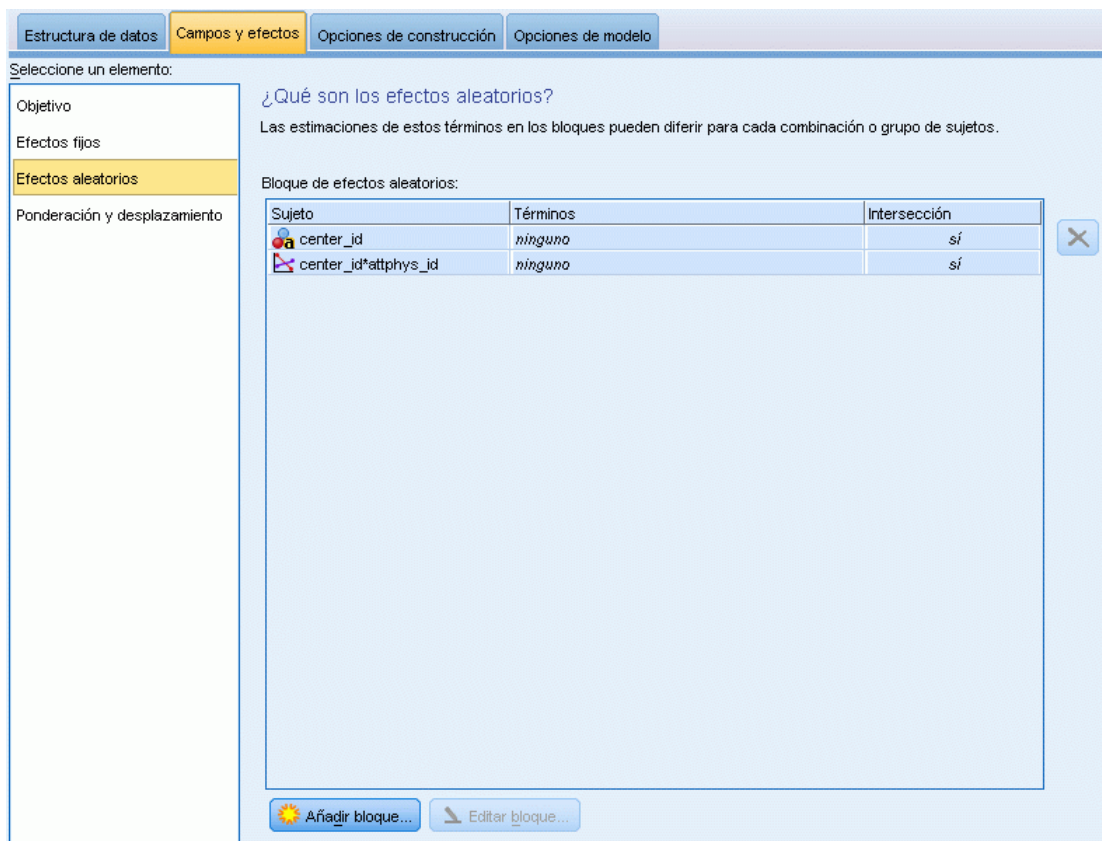 Estructura de datos
Campos y efectos
Opciones de construcción
Opciones de modelo
Seleccione un elemento:
Objetivo
Efectos fijos
Efectos aleatorios
Ponderación y desplazamiento
¿Qué son los efectos aleatorios?
Las estimaciones de estos términos en los bloques pueden diferir para cada combinación o grupo de sujetos.
Bloque de efectos aleatorios:
Sujeto Términos Intersección
center_id ninguno sí
center_id*attphys_id ninguno sí
Añadir bloque... Editar bloque...